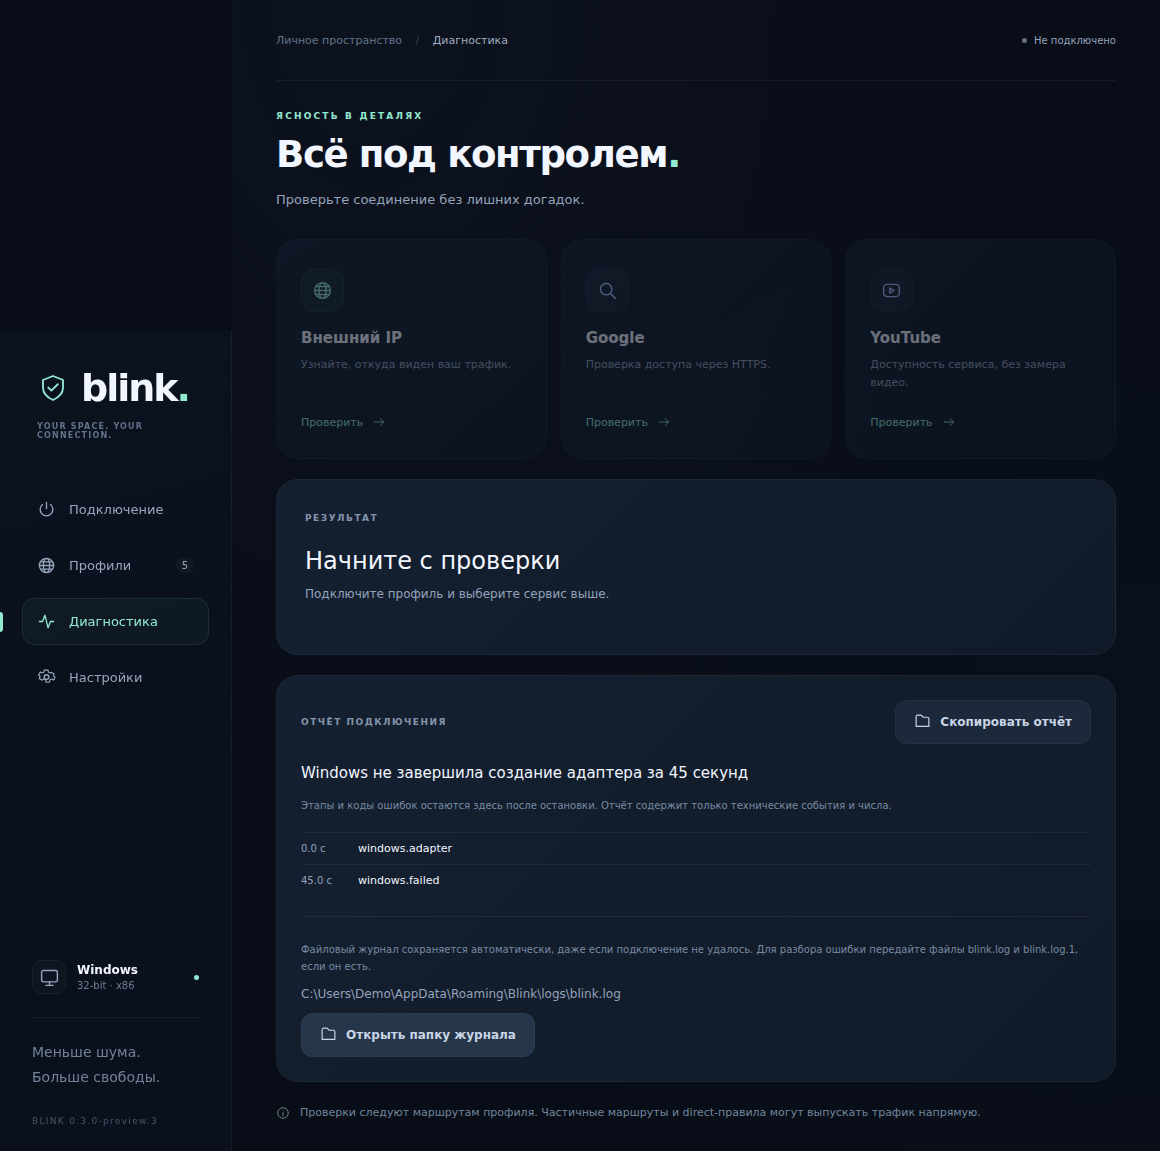 Личное пространство / Диагностика
Не подключено
ЯСНОСТЬ В ДЕТАЛЯХ
Всё под контролем.
Проверьте соединение без лишних догадок.
Внешний IP
Узнайте, откуда виден ваш трафик.
Проверить
Google
Проверка доступа через HTTPS.
Проверить
YouTube
Доступность сервиса, без замера
видео.
Проверить
blink.
YOUR SPACE. YOUR
CONNECTION.
Подключение
Профили 5
Диагностика
Настройки
РЕЗУЛЬТАТ
Начните с проверки
Подключите профиль и выберите сервис выше.
ОТЧЁТ ПОДКЛЮЧЕНИЯ
Скопировать отчёт
Windows не завершила создание адаптера за 45 секунд
Этапы и коды ошибок остаются здесь после остановки. Отчёт содержит только технические события и числа.
0.0 с windows.adapter
45.0 с windows.failed
Файловый журнал сохраняется автоматически, даже если подключение не удалось. Для разбора ошибки передайте файлы blink.log и blink.log.1,
если он есть.
C:\Users\Demo\AppData\Roaming\Blink\logs\blink.log
Открыть папку журнала
Windows
32-bit · x86
Меньше шума.
Больше свободы.
BLINK 0.3.0-preview.3
Проверки следуют маршрутам профиля. Частичные маршруты и direct-правила могут выпускать трафик напрямую.